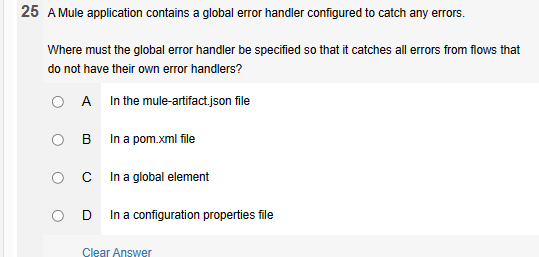 25 A Mule application contains a global error handler configured to catch any errors.
Where must the global error handler be specified so that it catches all errors from flows that
do not have their own error handlers?
A In the mule-artifact.json file
B In a pom.xml file
C In a global element
D In a configuration properties file
Clear Answer